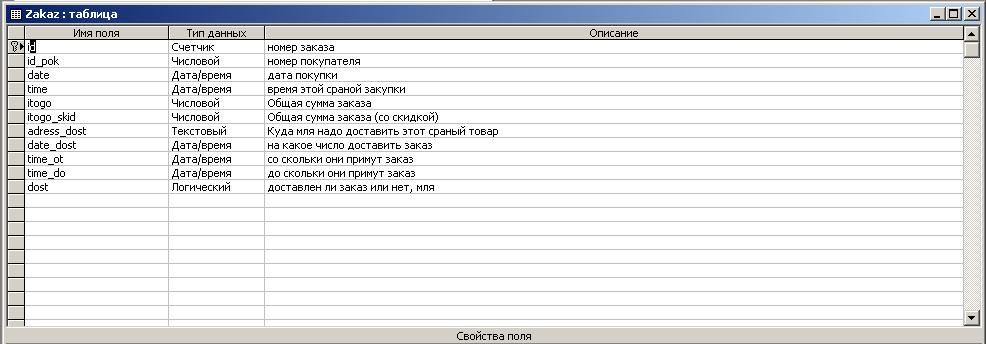 Zakaz : таблица
Имя поля Тип данных Описание
id Счетчик номер заказа
id_pok Числовой номер покупателя
date Дата/время дата покупки
time Дата/время время этой сраной закупки
itogo Числовой Общая сумма заказа
itogo_skid Числовой Общая сумма заказа (со скидкой)
adress_dost Текстовый Куда мля надо доставить этот сраный товар
date_dost Дата/время на какое число доставить заказ
time_ot Дата/время со скольки они примут заказ
time_do Дата/время до скольки они примут заказ
dost Логический доставлен ли заказ или нет, мля
Свойства поля